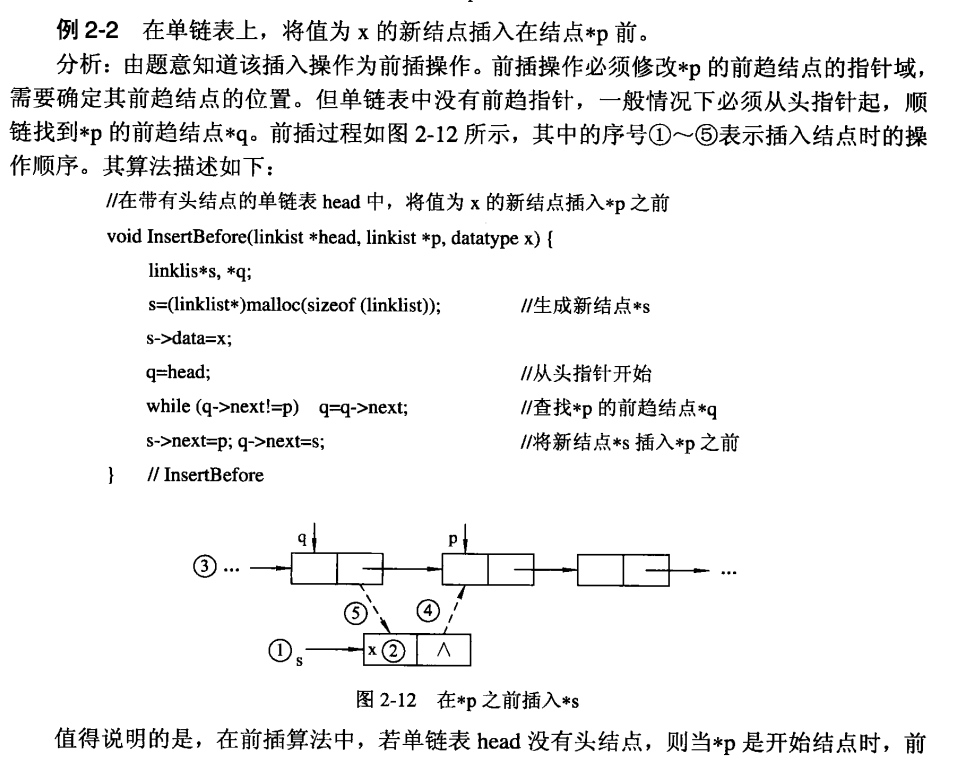 例 2-2 在单链表上，将值为 x 的新结点插入在结点*p 前。
分析：由题意知道该插入操作为前插操作。前插操作必须修改*p 的前趋结点的指针域，
需要确定其前趋结点的位置。但单链表中没有前趋指针，一般情况下必须从头指针起，顺
链找到*p 的前趋结点*q。前插过程如图 2-12 所示，其中的序号①～⑤表示插入结点时的操
作顺序。其算法描述如下：
//在带有头结点的单链表 head 中，将值为 x 的新结点插入*p 之前
void InsertBefore(linkist *head, linkist *p, datatype x) {
linklis*s, *q;
s=(linklist*)malloc(sizeof (linklist)); //生成新结点*s
s->data=x;
q=head; //从头指针开始
while (q->next!=p) q=q->next; //查找*p 的前趋结点*q
s->next=p; q->next=s; //将新结点*s 插入*p 之前
} // InsertBefore
q p
③ … …
⑤ ④
① s x ② ∧
图 2-12 在*p 之前插入*s
值得说明的是，在前插算法中，若单链表 head 没有头结点，则当*p 是开始结点时，前